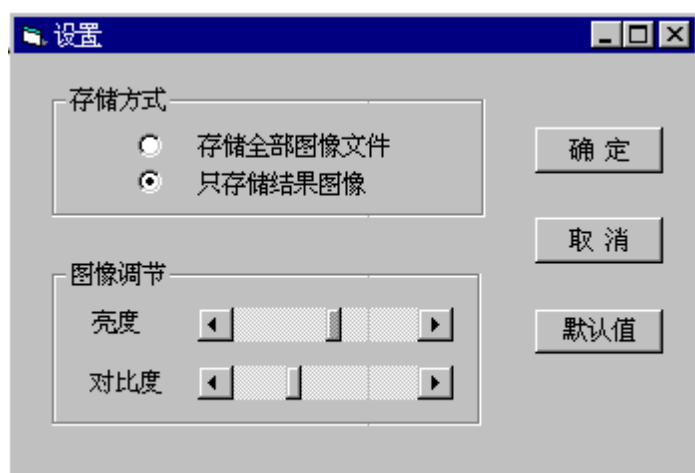 设置
存储方式
存储全部图像文件
只存储结果图像
确 定
取 消
图像调节
亮度
对比度
默认值